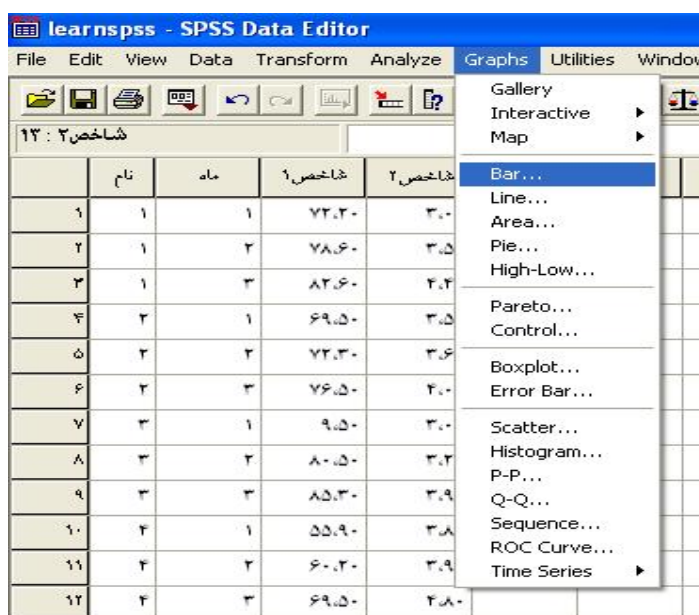 learnspss - SPSS Data Editor
File Edit View Data Transform Analyze Graphs Utilities Window
۱۳ : شاخص۲
نام ماه شاخص۱ شاخص۲
۱ ۱ ۱ ۷۲.۲۰ ۳.۰
۲ ۱ ۲ ۷۸.۶۰ ۳.۵
۳ ۱ ۳ ۸۲.۶۰ ۴.۴
۴ ۲ ۱ ۶۹.۵۰ ۳.۵
۵ ۲ ۲ ۷۲.۳۰ ۳.۶
۶ ۲ ۳ ۷۶.۵۰ ۴.۰
۷ ۳ ۱ ۹.۵۰ ۳.۰
۸ ۳ ۲ ۸۰.۵۰ ۳.۲
۹ ۳ ۳ ۸۵.۳۰ ۳.۹
۱۰ ۴ ۱ ۵۵.۹۰ ۳.۸
۱۱ ۴ ۲ ۶۰.۲۰ ۳.۹
۱۲ ۴ ۳ ۶۹.۵۰ ۴.۸۰
Gallery
Interactive
Map
Bar...
Line...
Area...
Pie...
High-Low...
Pareto...
Control...
Boxplot...
Error Bar...
Scatter...
Histogram...
P-P...
Q-Q...
Sequence...
ROC Curve...
Time Series